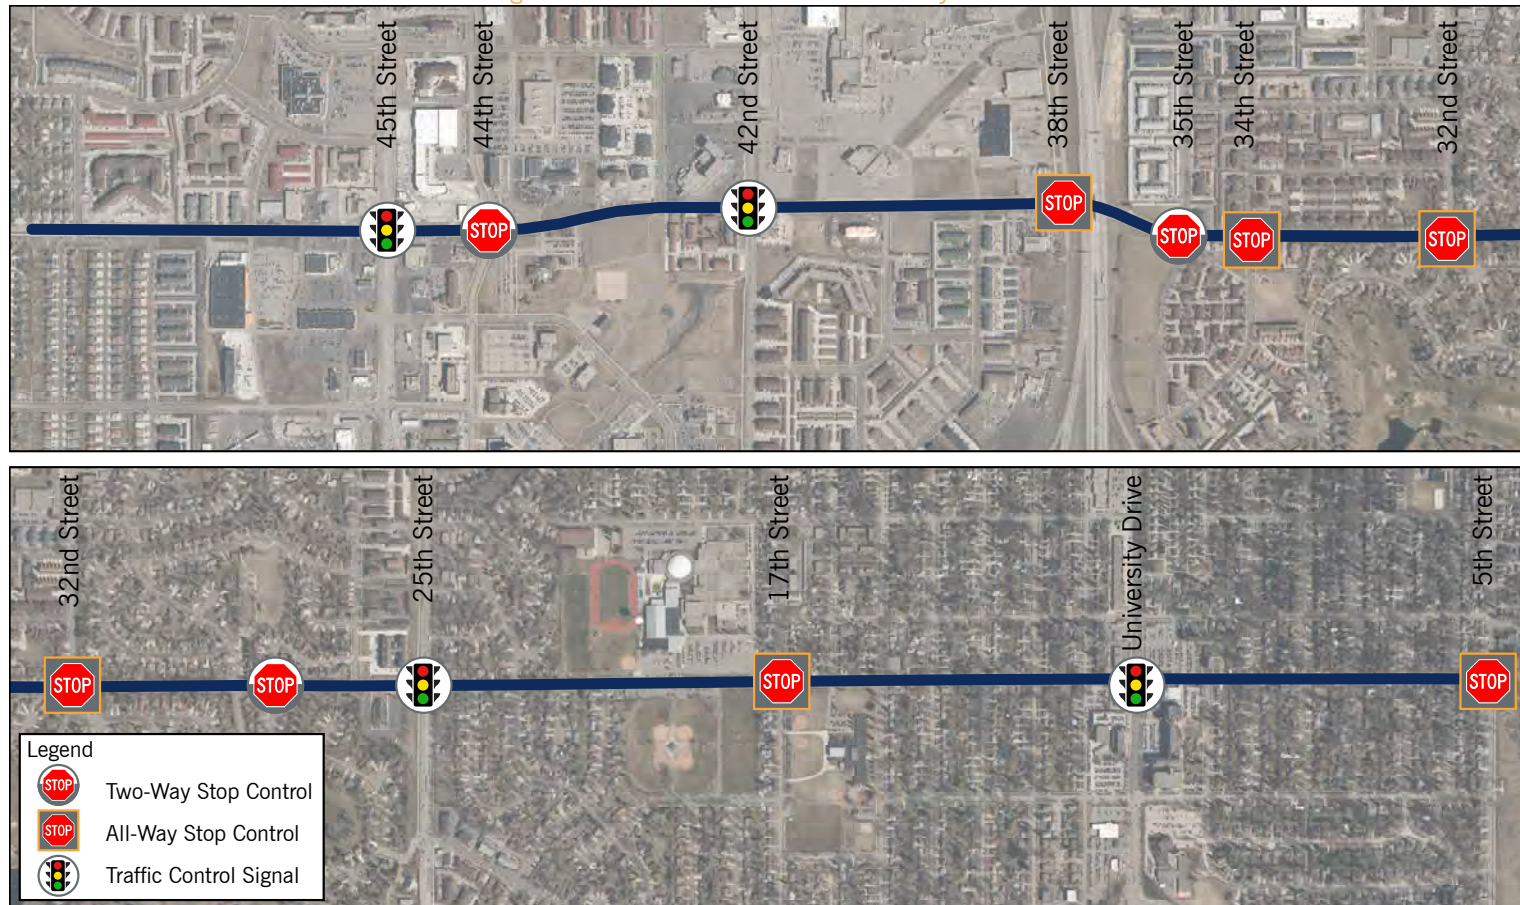 45th Street
44th Street
42nd Street
38th Street
35th Street
34th Street
32nd Street
STOP
STOP
STOP
STOP
STOP
32nd Street
25th Street
17th Street
University Drive
5th Street
STOP
STOP
STOP
STOP
Legend
STOP Two-Way Stop Control
STOP All-Way Stop Control
Traffic Control Signal